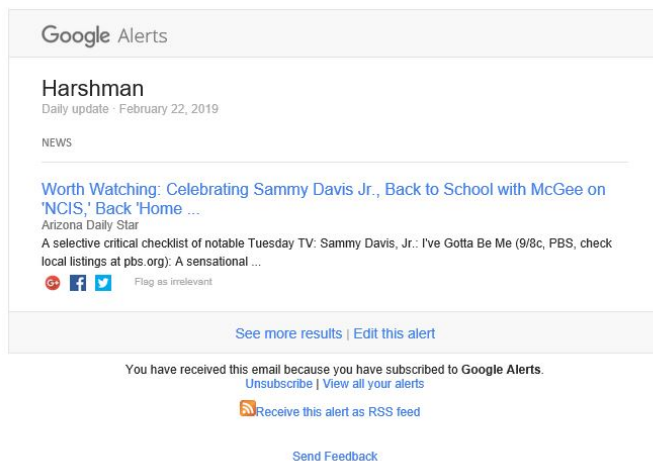 Google Alerts
Harshman
Daily update · February 22, 2019
NEWS
Worth Watching: Celebrating Sammy Davis Jr., Back to School with McGee on
'NCIS,' Back 'Home ...
Arizona Daily Star
A selective critical checklist of notable Tuesday TV: Sammy Davis, Jr.: I've Gotta Be Me (9/8c, PBS, check
local listings at pbs.org): A sensational ...
G+ f Flag as irrelevant
See more results | Edit this alert
You have received this email because you have subscribed to Google Alerts.
Unsubscribe | View all your alerts
Receive this alert as RSS feed
Send Feedback